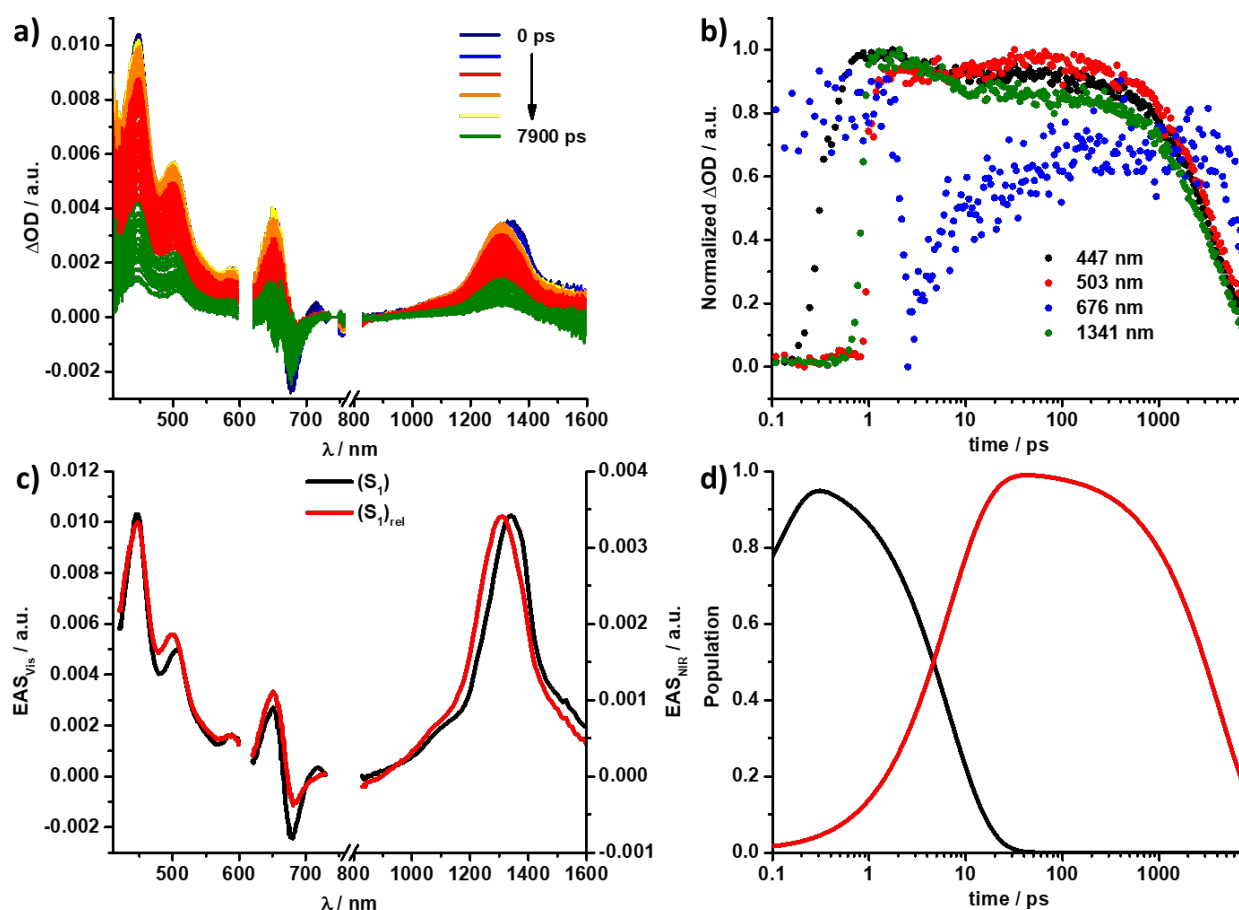 a)
0.010
0.008
0.006
0.004
0.002
0.000
-0.002
ΔOD / a.u.
0 ps
7900 ps
500
600
700
1000
1200
1400
1600
λ / nm
b)
1.0
0.8
0.6
0.4
0.2
0.0
Normalized ΔOD / a.u.
447 nm
503 nm
676 nm
1341 nm
0.1
1
10
100
1000
time / ps
c)
0.012
0.010
0.008
0.006
0.004
0.002
0.000
-0.002
EAS_Vis / a.u.
(S₁)
(S₁)rel
0.004
0.003
0.002
0.001
0.000
-0.001
EAS_NIR / a.u.
500
600
700
800
1000
1200
1400
1600
λ / nm
d)
1.0
0.8
0.6
0.4
0.2
0.0
Population
0.1
1
10
100
1000
time / ps